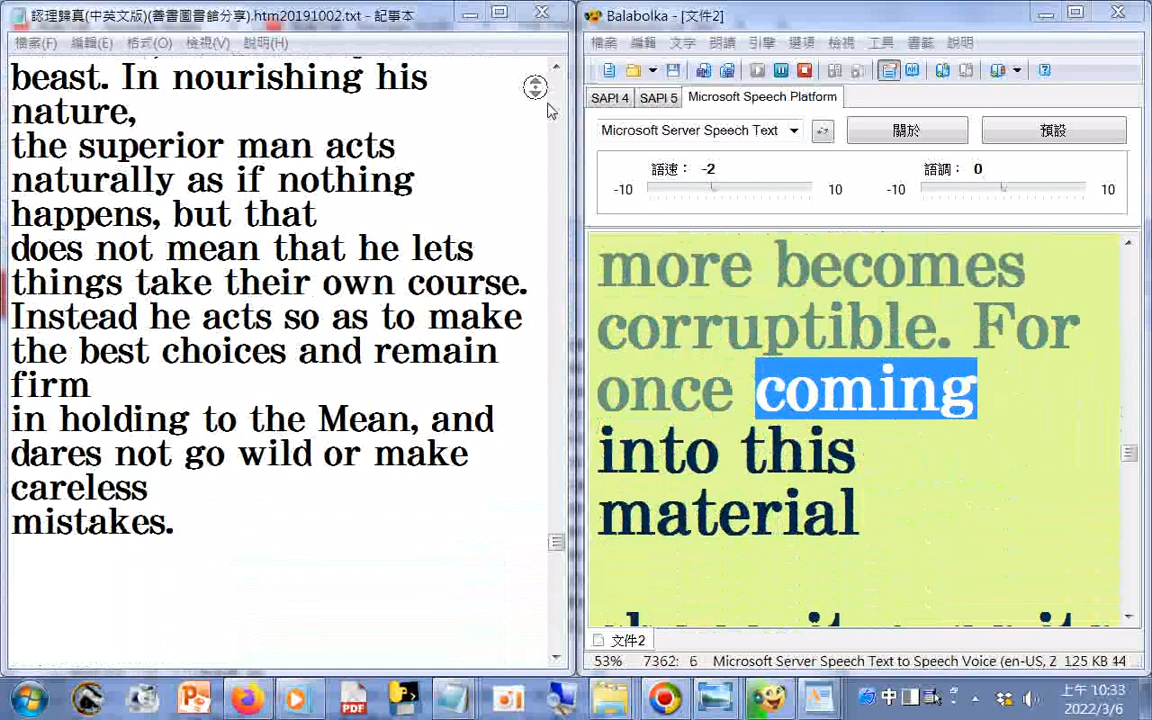 認理歸真(中英文版)(善書圖書館分享).htm20191002.txt - 記事本
檔案(F) 編輯(E) 格式(O) 檢視(V) 說明(H)
beast. In nourishing his
nature,
the superior man acts
naturally as if nothing
happens, but that
does not mean that he lets
things take their own course.
Instead he acts so as to make
the best choices and remain
firm
in holding to the Mean, and
dares not go wild or make
careless
mistakes.
Balabolka - [文件2]
檔案 編輯 文字 朗讀 引擎 選項 檢視 工具 書籤 說明
SAPI 4 SAPI 5 Microsoft Speech Platform
Microsoft Server Speech Text 關於 預設
語速： -2 語調： 0
-10 10 -10 10
more becomes
corruptible. For
once coming
into this
material
文件2
53% 7362: 6 Microsoft Server Speech Text to Speech Voice (en-US, Z 125 KB 44
PDF 中 上午 10:33
2022/3/6